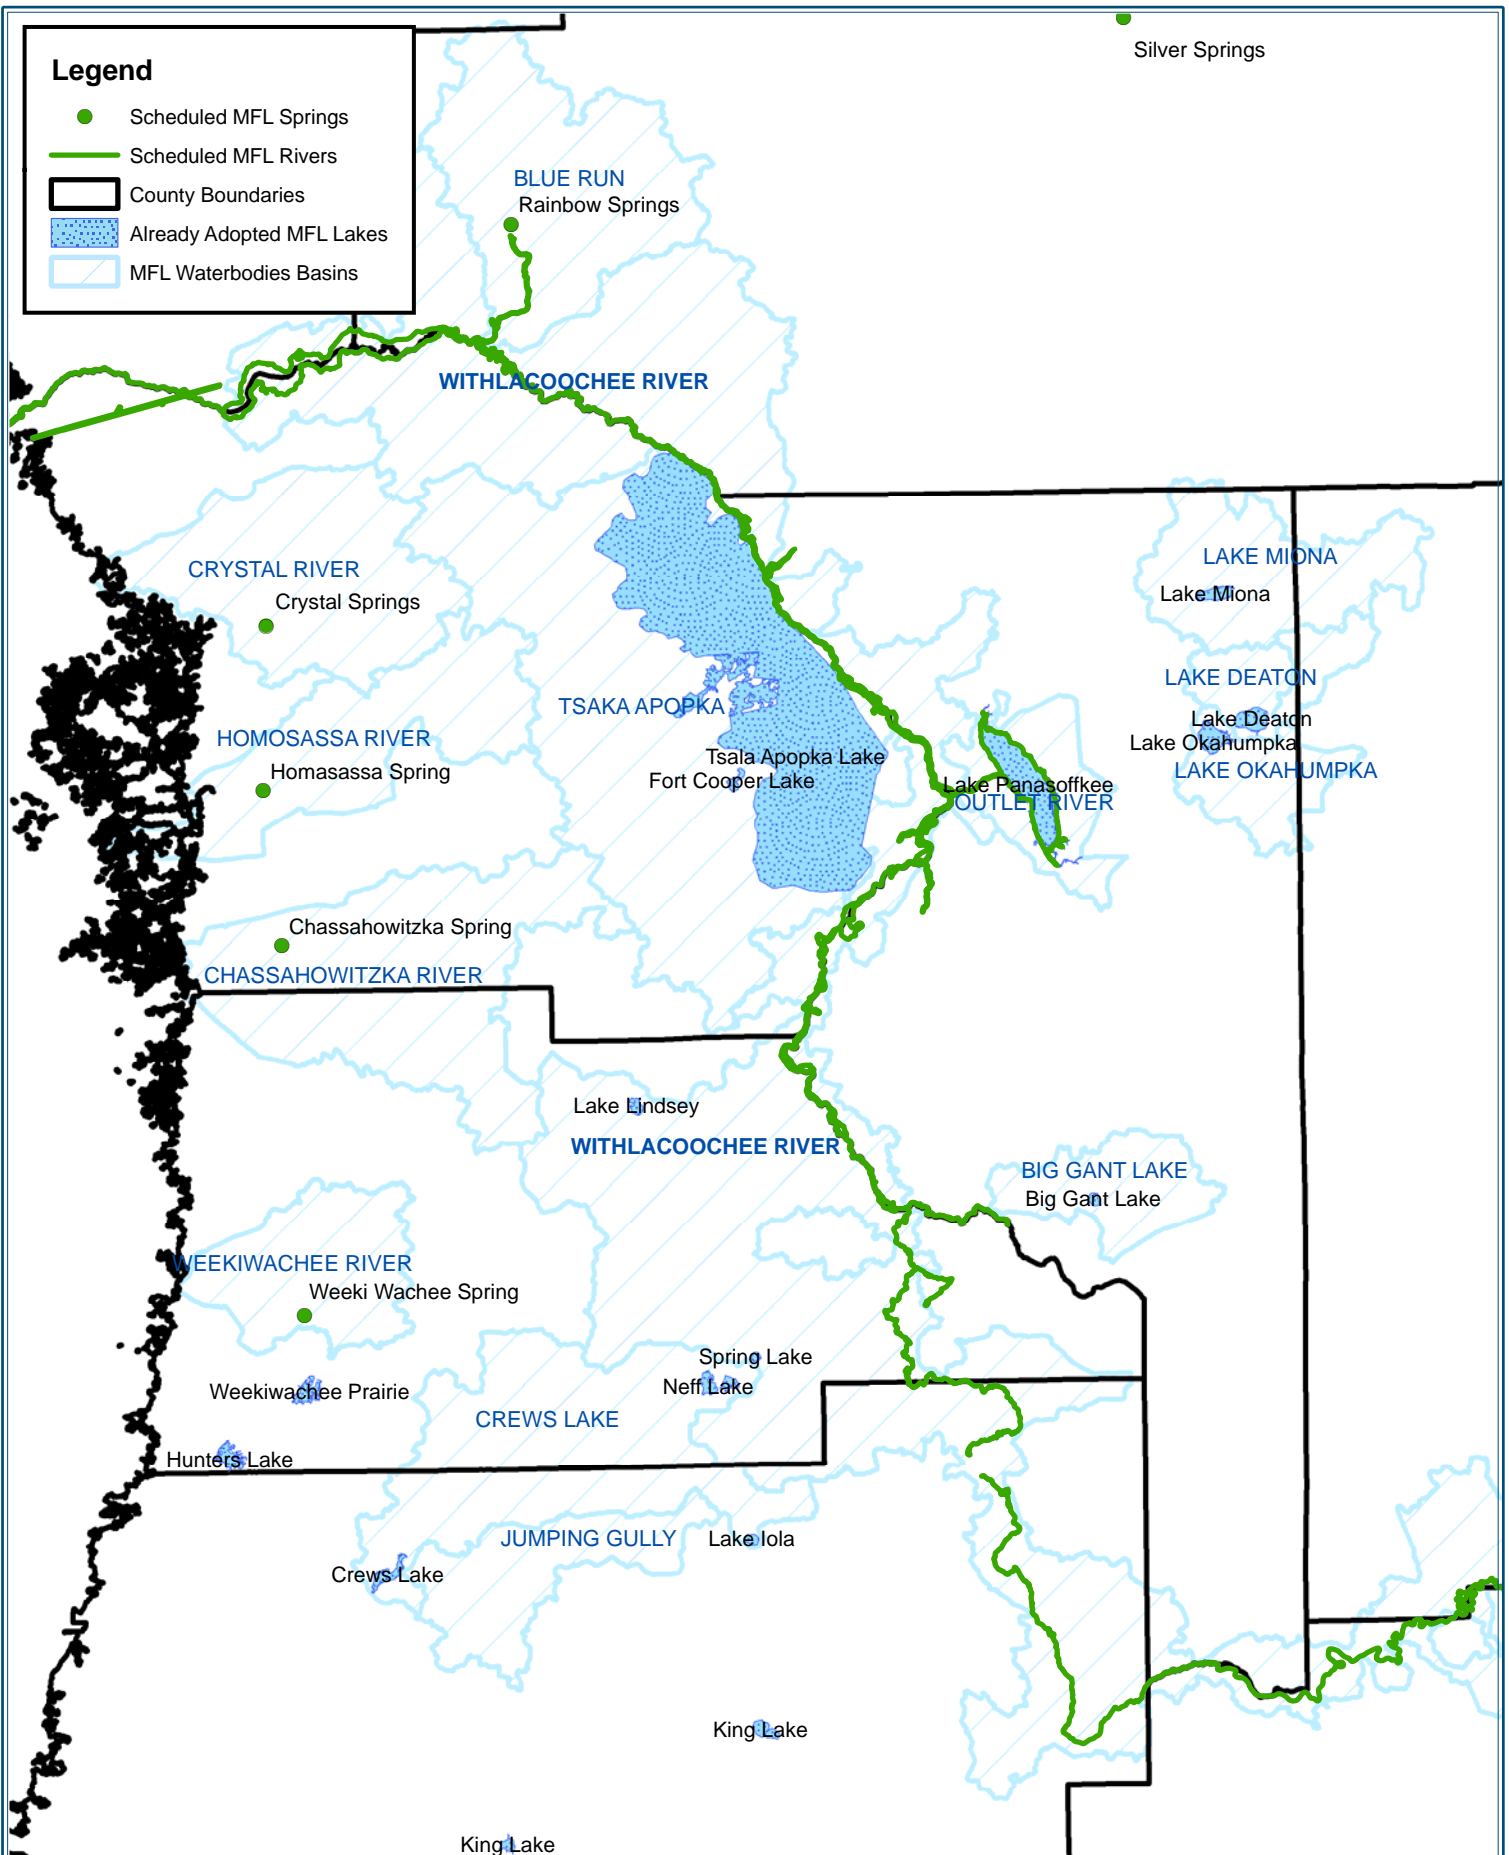 Silver Springs
Legend
Scheduled MFL Springs
Scheduled MFL Rivers
County Boundaries
Already Adopted MFL Lakes
MFL Waterbodies Basins
BLUE RUN
Rainbow Springs
WITHLACOOCHEE RIVER
CRYSTAL RIVER
Crystal Springs
LAKE MIONA
Lake Miona
LAKE DEATON
Lake Deaton
Lake Okahumpka
LAKE OKAHUMPKA
TSAKA APOPKA
Tsala Apopka Lake
Fort Cooper Lake
HOMOSASSA RIVER
Homasassa Spring
Lake Panasoffkee
OUTLET RIVER
Chassahowitzka Spring
CHASSAHOWITZKA RIVER
Lake Lindsey
WITHLACOOCHEE RIVER
BIG GANT LAKE
Big Gant Lake
WEEKIWACHEE RIVER
Weeki Wachee Spring
Spring Lake
Neff Lake
Weekiwachee Prairie
CREWS LAKE
Hunters Lake
JUMPING GULLY
Lake Iola
Crews Lake
King Lake
King Lake